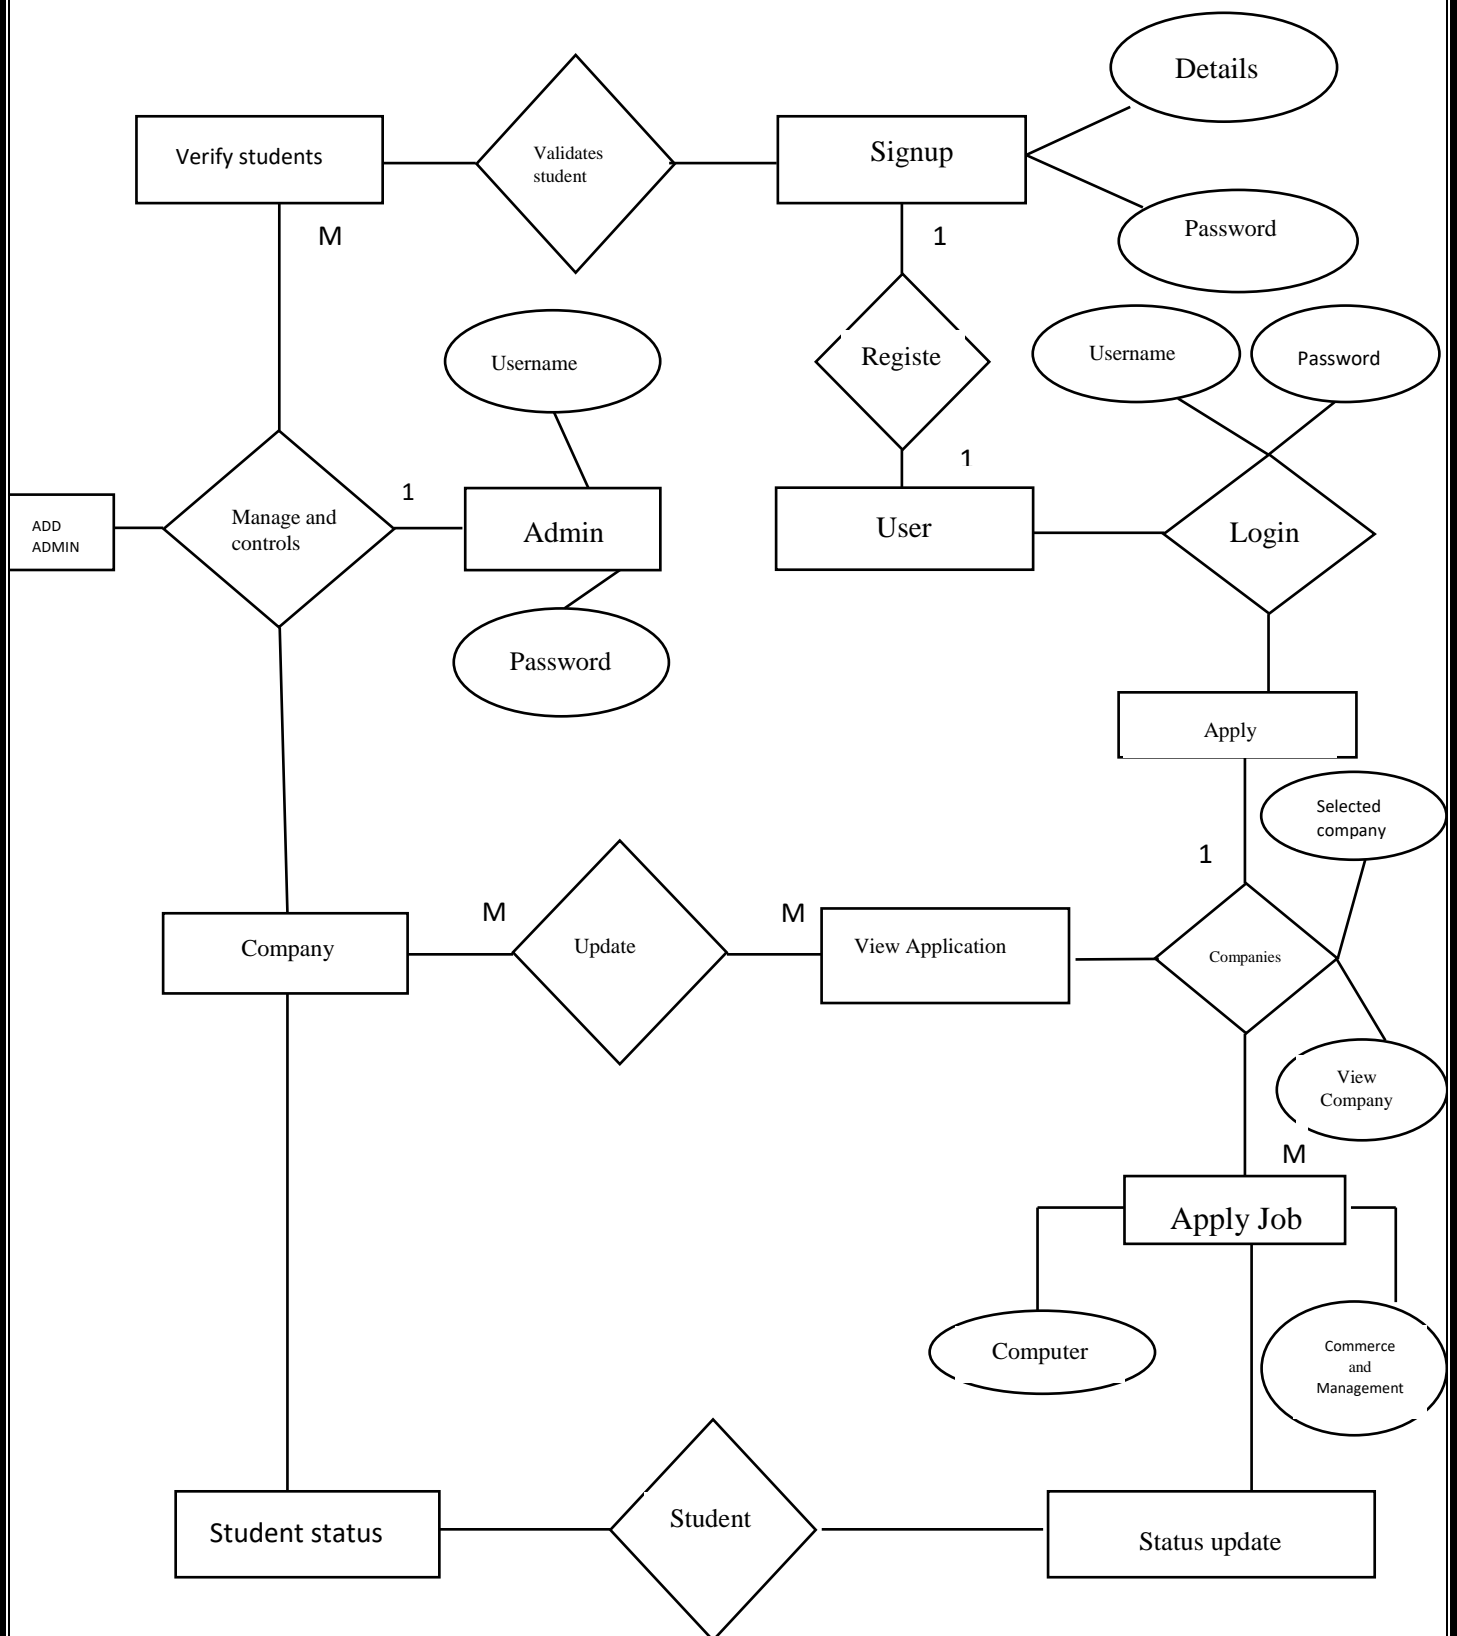 Details
Verify students
Validates
student
Signup
Password
M
1
Username
Registe
Username
Password
1
1
ADD
ADMIN
Manage and
controls
Admin
User
Login
Password
Apply
Selected
company
1
M
M
Company
Update
View Application
Companies
View
Company
M
Apply Job
Computer
Commerce
and
Management
Student status
Student
Status update